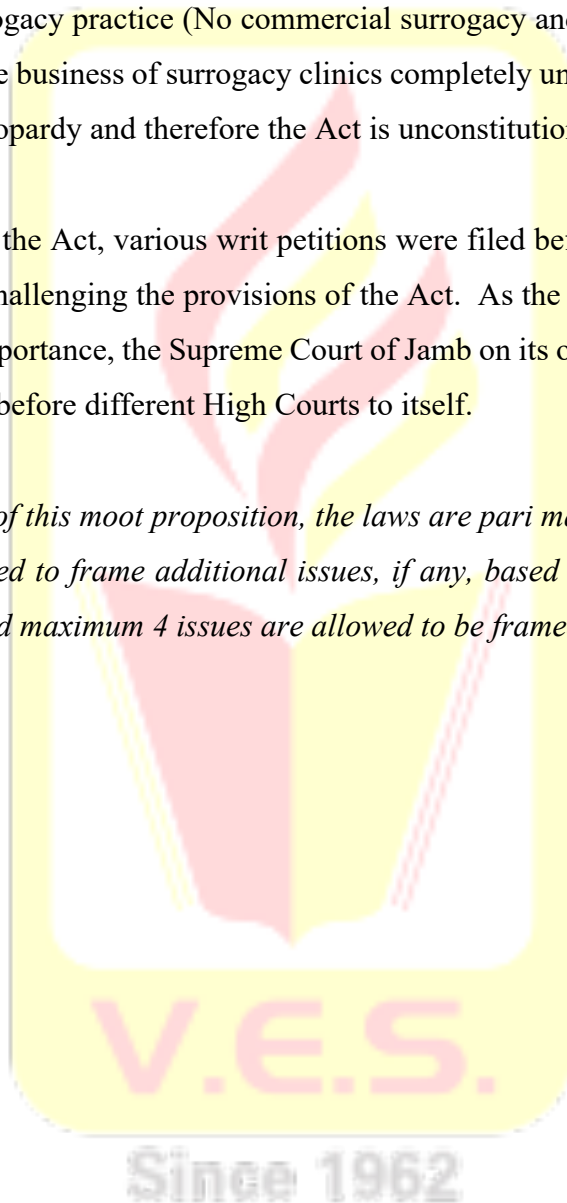 ogacy practice (No commercial surrogacy and
e business of surrogacy clinics completely un
opardy and therefore the Act is unconstitution
the Act, various writ petitions were filed be
hallenging the provisions of the Act. As the
portance, the Supreme Court of Jamb on its o
before different High Courts to itself.
of this moot proposition, the laws are pari ma
ed to frame additional issues, if any, based
d maximum 4 issues are allowed to be frame
V.E.S.
Since 1962